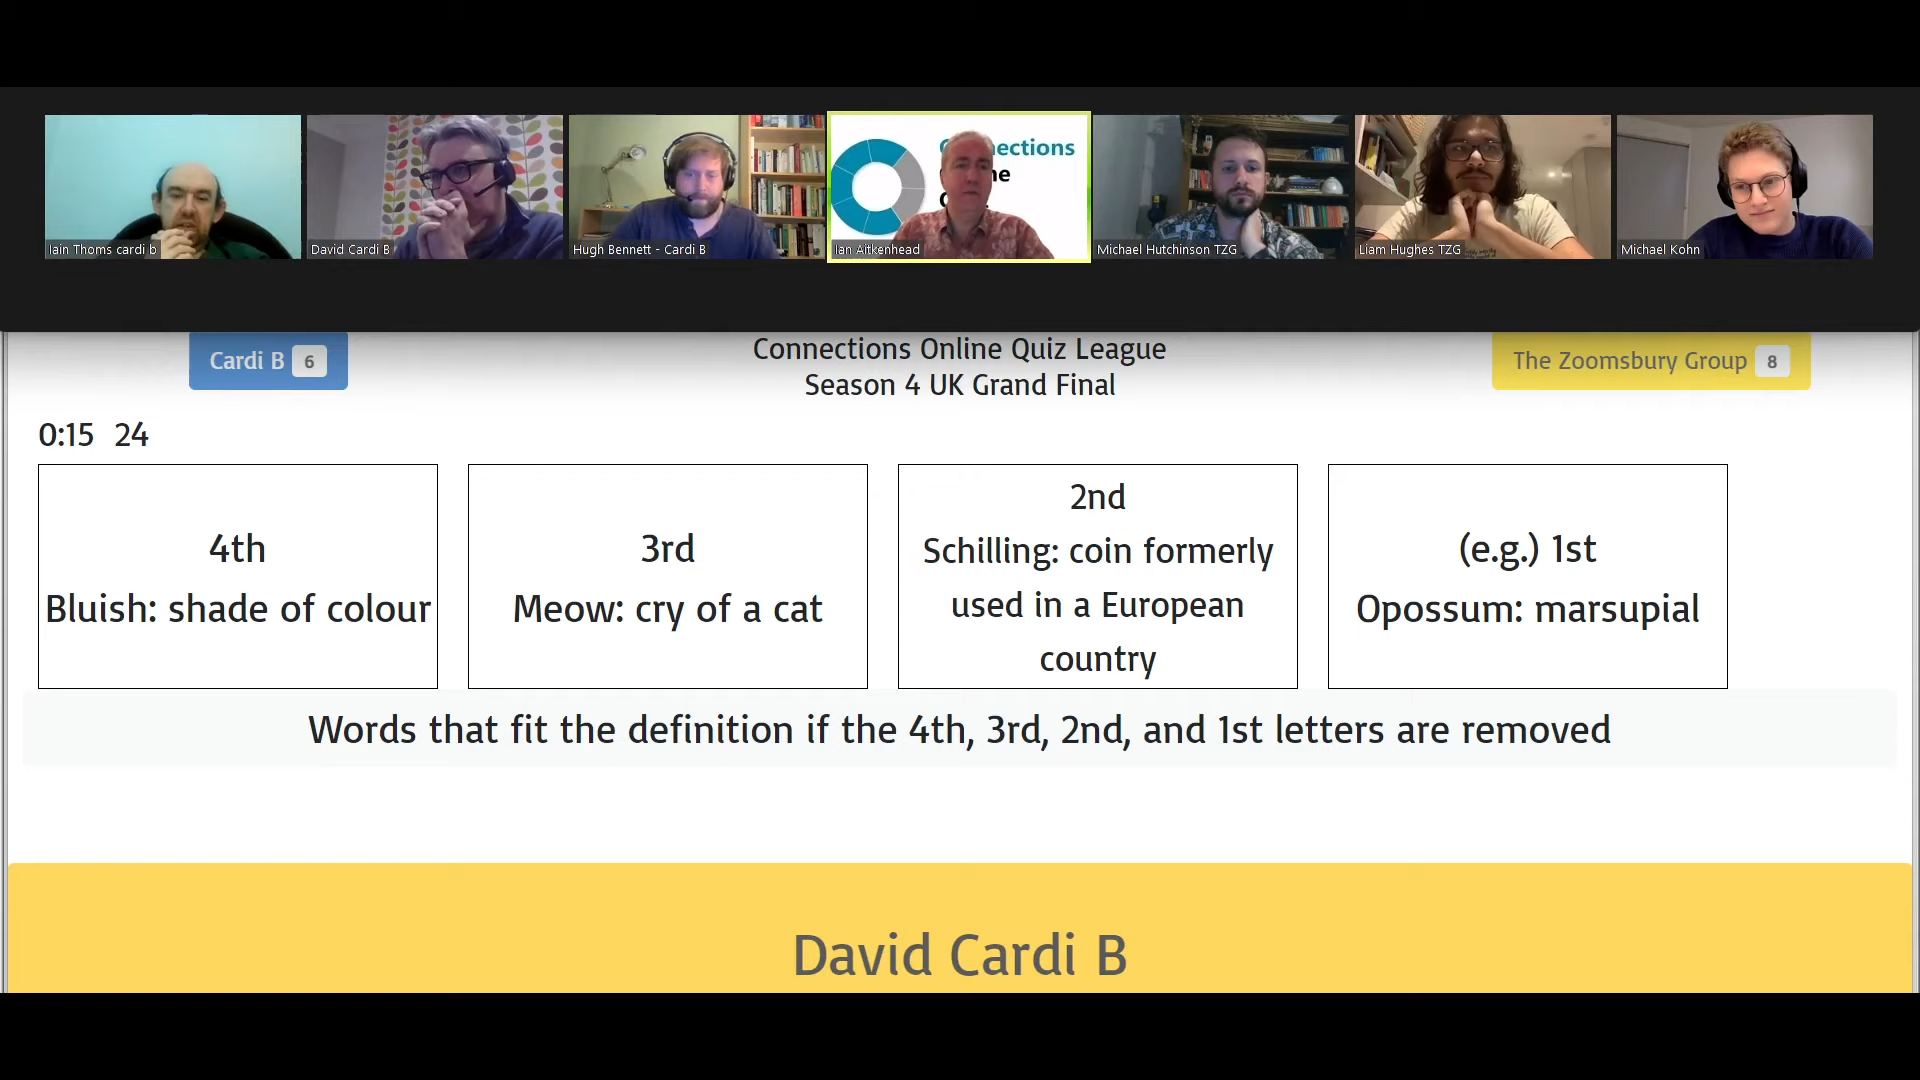 Connections
ne
Iain Thoms cardi b
David Cardi B
Hugh Bennett - Cardi B
Ian Aitkenhead
Michael Hutchinson TZG
Liam Hughes TZG
Michael Kohn
Cardi B 6
Connections Online Quiz League
Season 4 UK Grand Final
The Zoomsbury Group 8
0:15 24
4th
Bluish: shade of colour
3rd
Meow: cry of a cat
2nd
Schilling: coin formerly
used in a European
country
(e.g.) 1st
Opossum: marsupial
Words that fit the definition if the 4th, 3rd, 2nd, and 1st letters are removed
David Cardi B